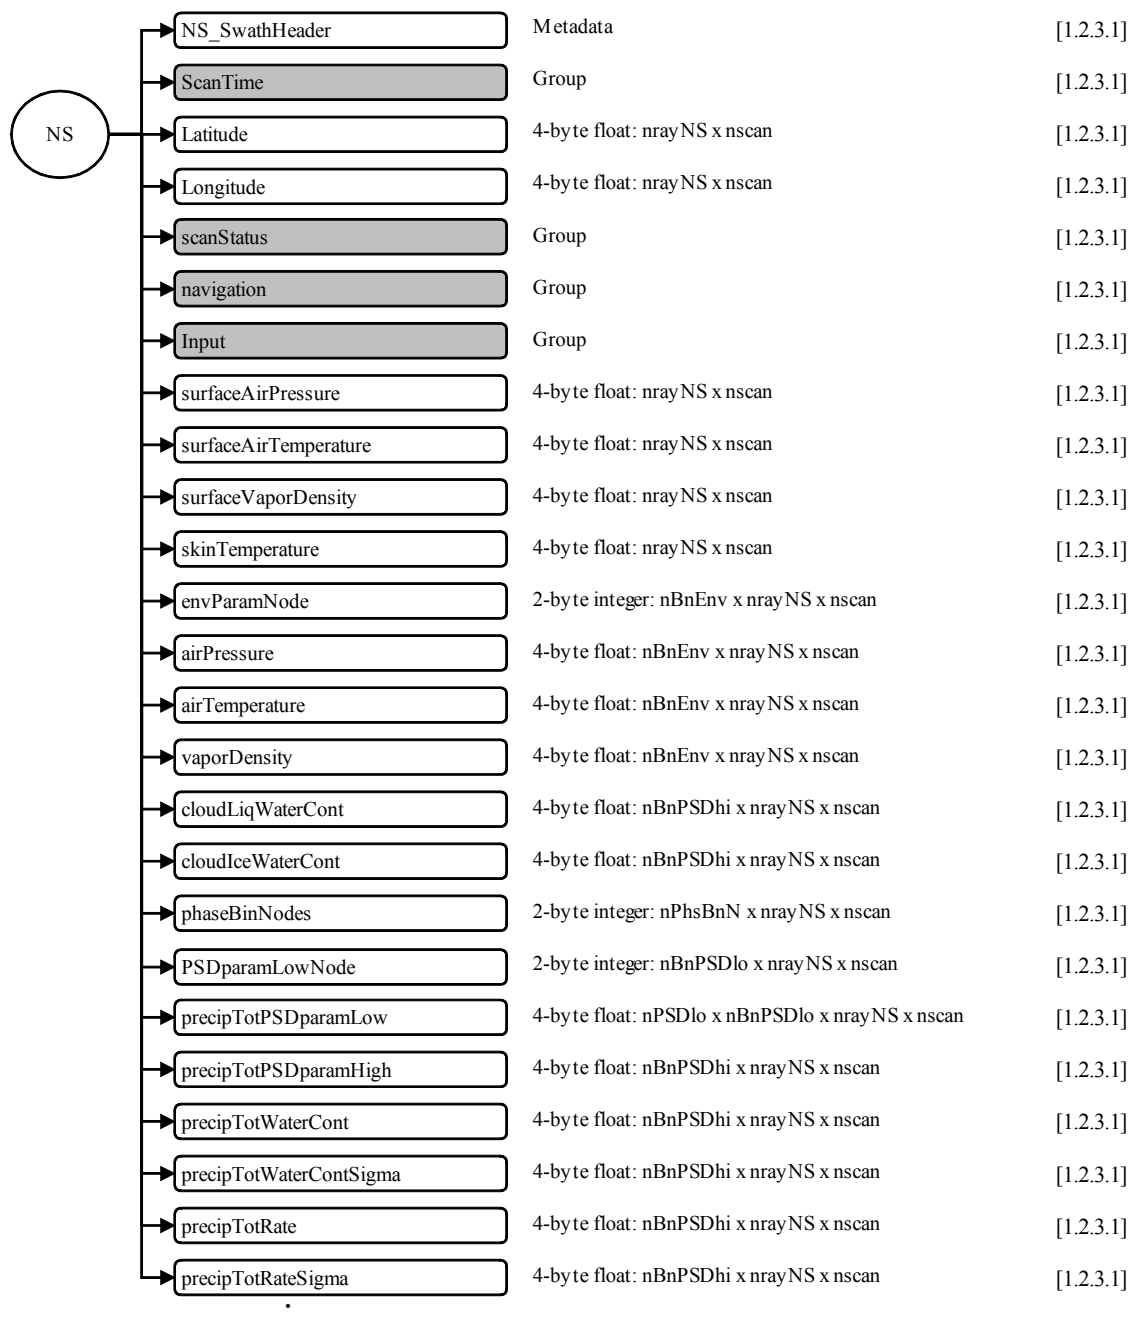 NS_SwathHeader Metadata [1.2.3.1]
ScanTime Group [1.2.3.1]
NS
Latitude 4-byte float: nrayNS x nscan [1.2.3.1]
Longitude 4-byte float: nrayNS x nscan [1.2.3.1]
scanStatus Group [1.2.3.1]
navigation Group [1.2.3.1]
Input Group [1.2.3.1]
surfaceAirPressure 4-byte float: nrayNS x nscan [1.2.3.1]
surfaceAirTemperature 4-byte float: nrayNS x nscan [1.2.3.1]
surfaceVaporDensity 4-byte float: nrayNS x nscan [1.2.3.1]
skinTemperature 4-byte float: nrayNS x nscan [1.2.3.1]
envParamNode 2-byte integer: nBnEnv x nrayNS x nscan [1.2.3.1]
airPressure 4-byte float: nBnEnv x nrayNS x nscan [1.2.3.1]
airTemperature 4-byte float: nBnEnv x nrayNS x nscan [1.2.3.1]
vaporDensity 4-byte float: nBnEnv x nrayNS x nscan [1.2.3.1]
cloudLiqWaterCont 4-byte float: nBnPSDhi x nrayNS x nscan [1.2.3.1]
cloudIceWaterCont 4-byte float: nBnPSDhi x nrayNS x nscan [1.2.3.1]
phaseBinNodes 2-byte integer: nPhsBnN x nrayNS x nscan [1.2.3.1]
PSDparamLowNode 2-byte integer: nBnPSDlo x nrayNS x nscan [1.2.3.1]
precipTotPSDparamLow 4-byte float: nPSDlo x nBnPSDlo x nrayNS x nscan [1.2.3.1]
precipTotPSDparamHigh 4-byte float: nBnPSDhi x nrayNS x nscan [1.2.3.1]
precipTotWaterCont 4-byte float: nBnPSDhi x nrayNS x nscan [1.2.3.1]
precipTotWaterContSigma 4-byte float: nBnPSDhi x nrayNS x nscan [1.2.3.1]
precipTotRate 4-byte float: nBnPSDhi x nrayNS x nscan [1.2.3.1]
precipTotRateSigma 4-byte float: nBnPSDhi x nrayNS x nscan [1.2.3.1]